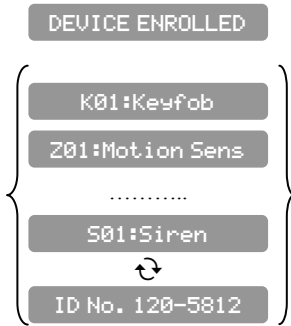 DEVICE ENROLLED
K01:Keyfob
Z01:Motion Sens
...........
S01:Siren
ID No. 120-5812